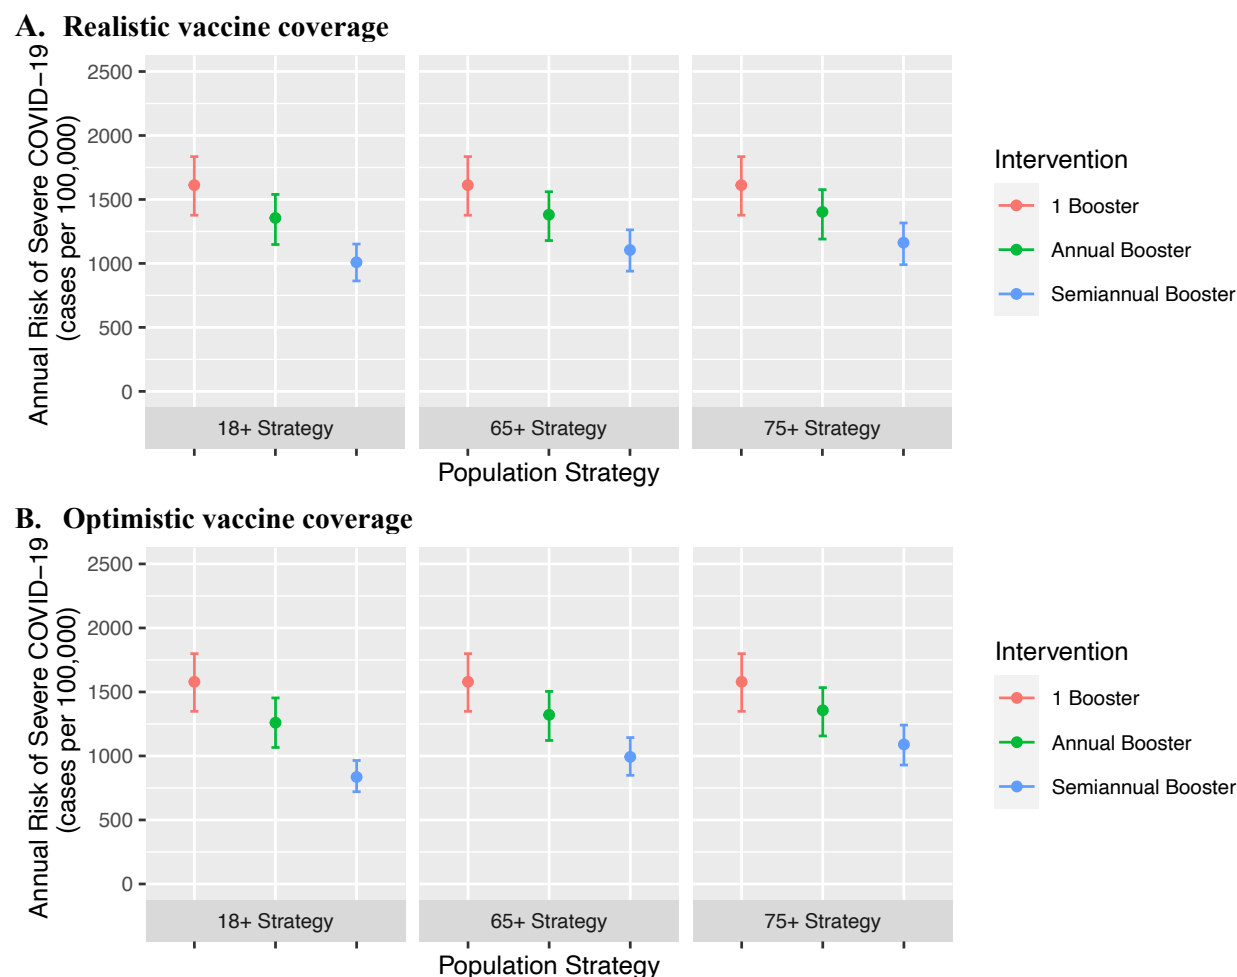 A. Realistic vaccine coverage
Annual Risk of Severe COVID−19
(cases per 100,000)
2500
2000
1500
1000
500
0
18+ Strategy
65+ Strategy
75+ Strategy
Population Strategy
Intervention
1 Booster
Annual Booster
Semiannual Booster
B. Optimistic vaccine coverage
Annual Risk of Severe COVID−19
(cases per 100,000)
2500
2000
1500
1000
500
0
18+ Strategy
65+ Strategy
75+ Strategy
Population Strategy
Intervention
1 Booster
Annual Booster
Semiannual Booster